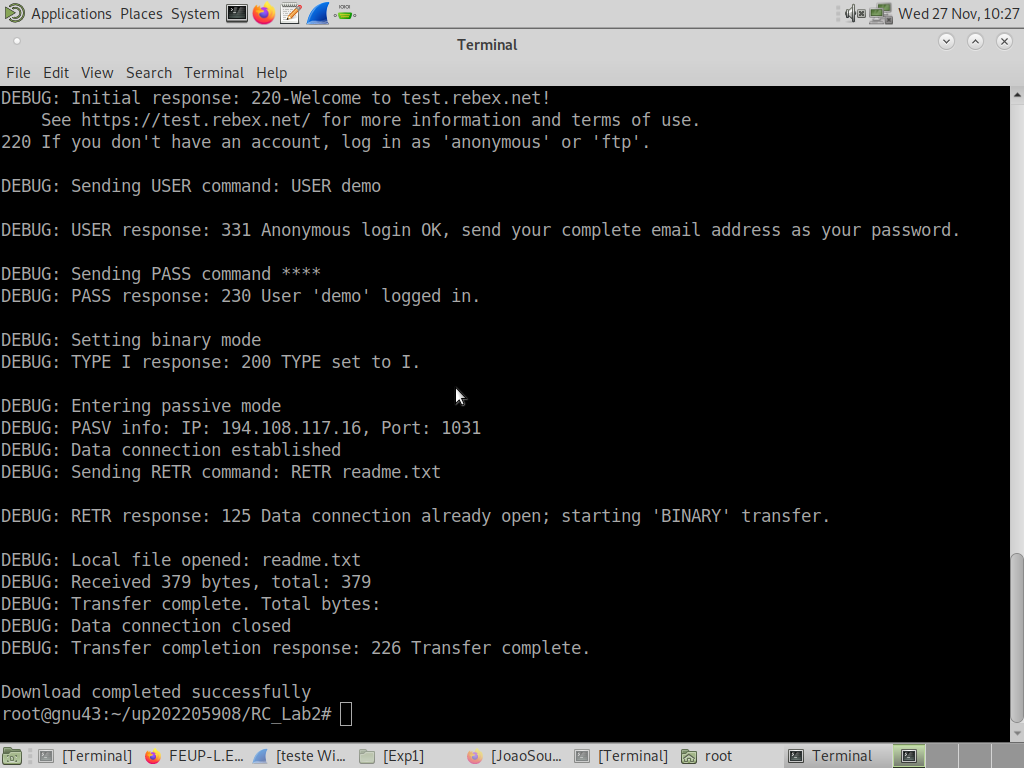 Applications Places System Wed 27 Nov, 10:27
Terminal
File Edit View Search Terminal Help
DEBUG: Initial response: 220-Welcome to test.rebex.net!
See https://test.rebex.net/ for more information and terms of use.
220 If you don't have an account, log in as 'anonymous' or 'ftp'.
DEBUG: Sending USER command: USER demo
DEBUG: USER response: 331 Anonymous login OK, send your complete email address as your password.
DEBUG: Sending PASS command ****
DEBUG: PASS response: 230 User 'demo' logged in.
DEBUG: Setting binary mode
DEBUG: TYPE I response: 200 TYPE set to I.
DEBUG: Entering passive mode
DEBUG: PASV info: IP: 194.108.117.16, Port: 1031
DEBUG: Data connection established
DEBUG: Sending RETR command: RETR readme.txt
DEBUG: RETR response: 125 Data connection already open; starting 'BINARY' transfer.
DEBUG: Local file opened: readme.txt
DEBUG: Received 379 bytes, total: 379
DEBUG: Transfer complete. Total bytes:
DEBUG: Data connection closed
DEBUG: Transfer completion response: 226 Transfer complete.
Download completed successfully
root@gnu43:~/up202205908/RC_Lab2#
[Terminal] FEUP-L.E... [teste Wi... [Exp1] [JoaoSou... [Terminal] root Terminal